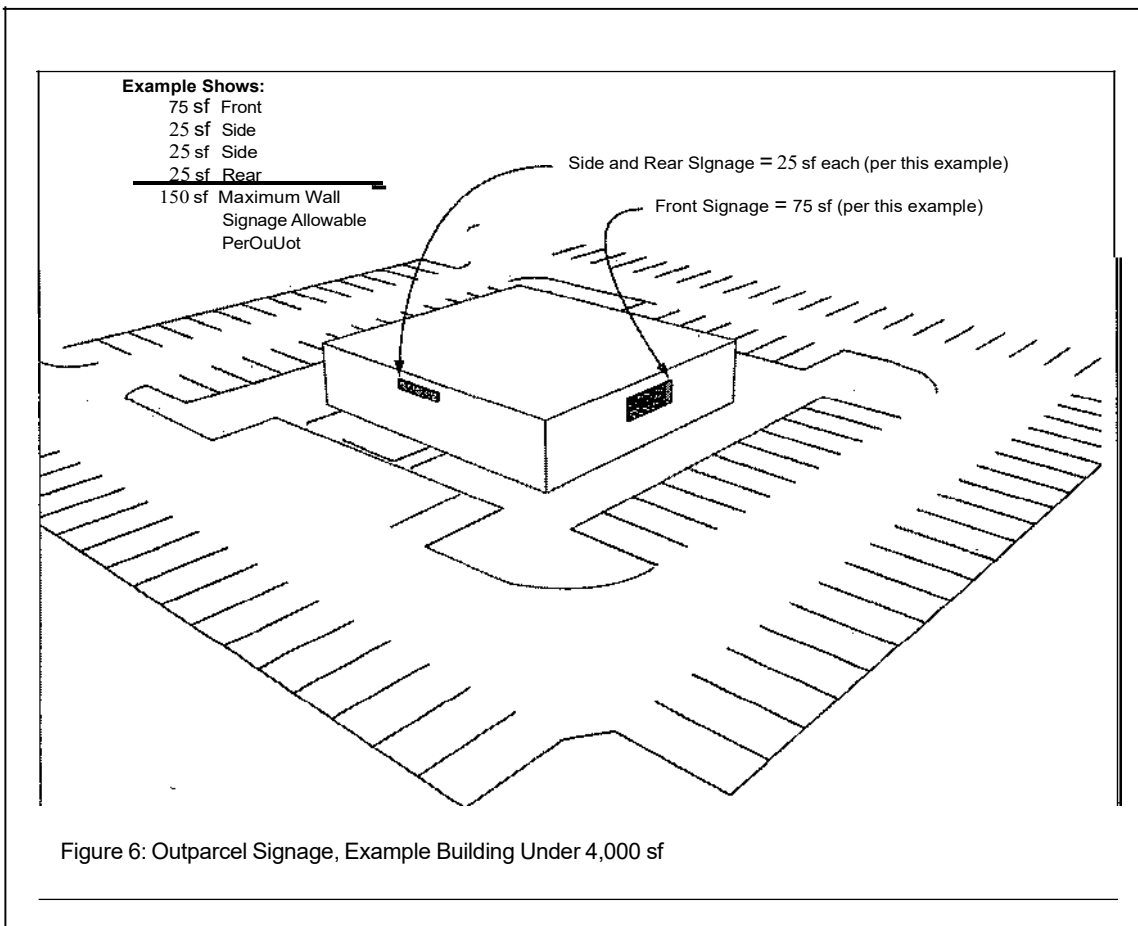 Example Shows:
75 sf Front
25 sf Side
25 sf Side
25 sf Rear
150 sf Maximum Wall
Signage Allowable
PerOuUot
Side and Rear SIgnage = 25 sf each (per this example)
Front Signage = 75 sf (per this example)
Figure 6: Outparcel Signage, Example Building Under 4,000 sf